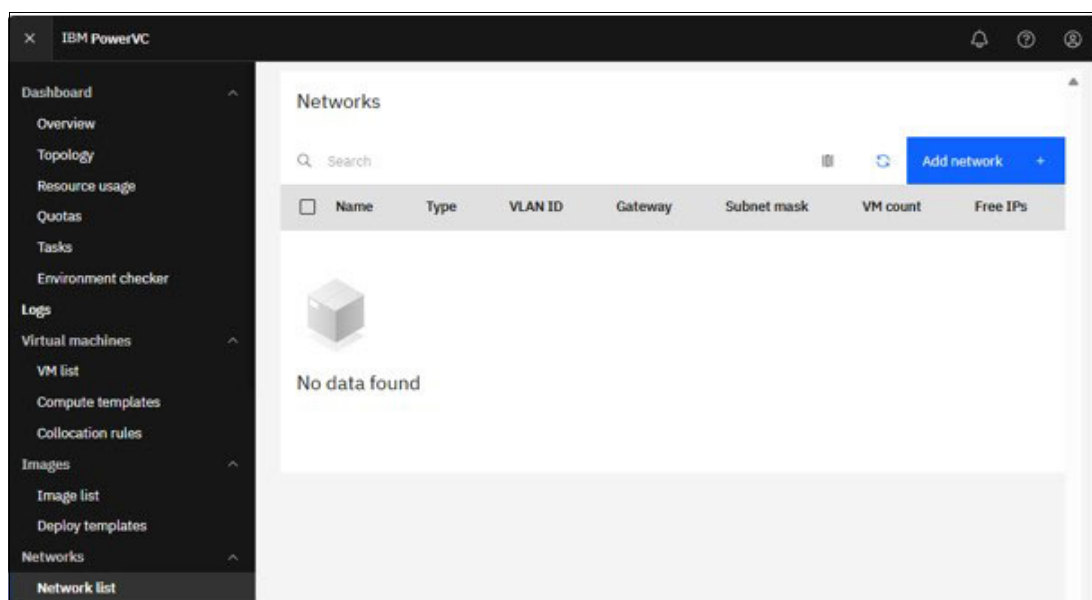 IBM PowerVC
Dashboard
Overview
Topology
Resource usage
Quotas
Tasks
Environment checker
Logs
Virtual machines
VM list
Compute templates
Collocation rules
Images
Image list
Deploy templates
Networks
Network list
Networks
Search
Add network +
Name Type VLAN ID Gateway Subnet mask VM count Free IPs
No data found